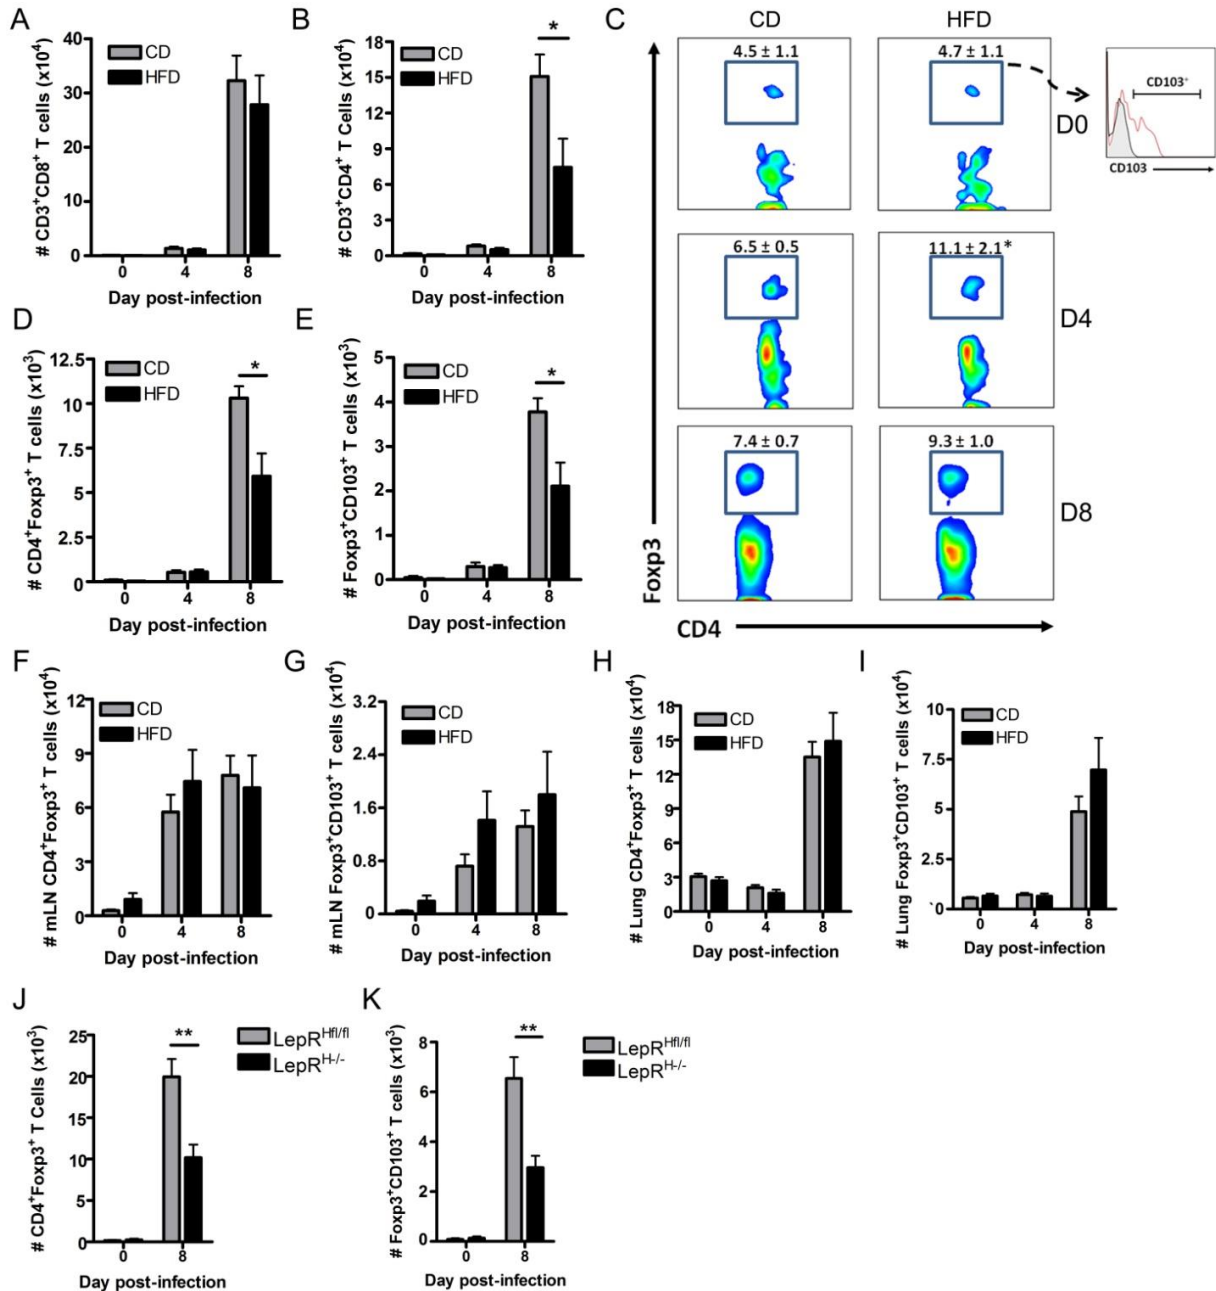 A
# CD3⁺CD8⁺ T cells (x10⁴)
40
30
20
10
0
CD
HFD
0 4 8
Day post-infection
B
# CD3⁺CD4⁺ T Cells (x10⁴)
18
15
12
9
6
3
0
CD
HFD
*
0 4 8
Day post-infection
C
CD HFD
4.5 ± 1.1 4.7 ± 1.1
D0
CD103⁺
CD103
6.5 ± 0.5 11.1 ± 2.1*
D4
7.4 ± 0.7 9.3 ± 1.0
D8
Foxp3
CD4
D
# CD4⁺Foxp3⁺ T cells (x10³)
12.5
10
7.5
5
2.5
0
CD
HFD
*
0 4 8
Day post-infection
E
# Foxp3⁺CD103⁺ T cells (x10³)
5
4
3
2
1
0
CD
HFD
*
0 4 8
Day post-infection
F
# mLN CD4⁺Foxp3⁺ T cells (x10⁴)
12
9
6
3
0
CD
HFD
0 4 8
Day post-infection
G
# mLN Foxp3⁺CD103⁺ T cells (x10⁴)
3.2
2.4
1.6
0.8
0
CD
HFD
0 4 8
Day post-infection
H
# Lung CD4⁺Foxp3⁺ T cells (x10⁴)
18
15
12
9
6
3
0
CD
HFD
0 4 8
Day post-infection
I
# Lung Foxp3⁺CD103⁺ T cells (x10⁴)
10
7.5
5
2.5
0
CD
HFD
0 4 8
Day post-infection
J
# CD4⁺Foxp3⁺ T Cells (x10³)
25
20
15
10
5
0
**
LepRᴴᶠˡ/ᶠˡ
LepRᴴ⁻/⁻
0 8
Day post-infection
K
# Foxp3⁺CD103⁺ T cells (x10³)
8
6
4
2
0
**
LepRᴴᶠˡ/ᶠˡ
LepRᴴ⁻/⁻
0 8
Day post-infection